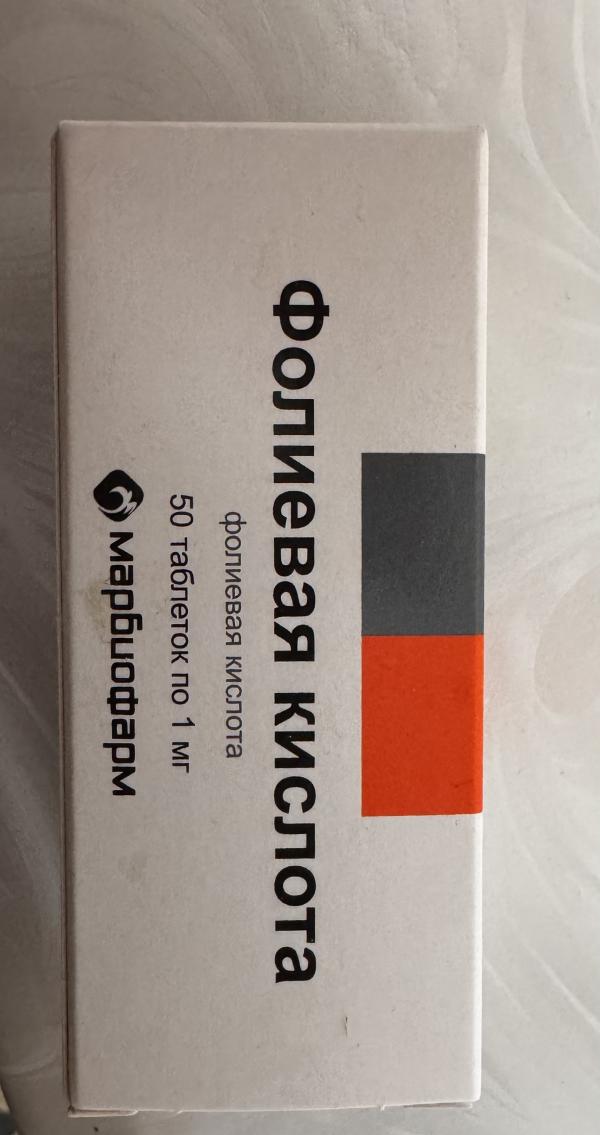 Фолиевая кислота
фолиевая кислота
50 таблеток по 1 мг
марбиофарм